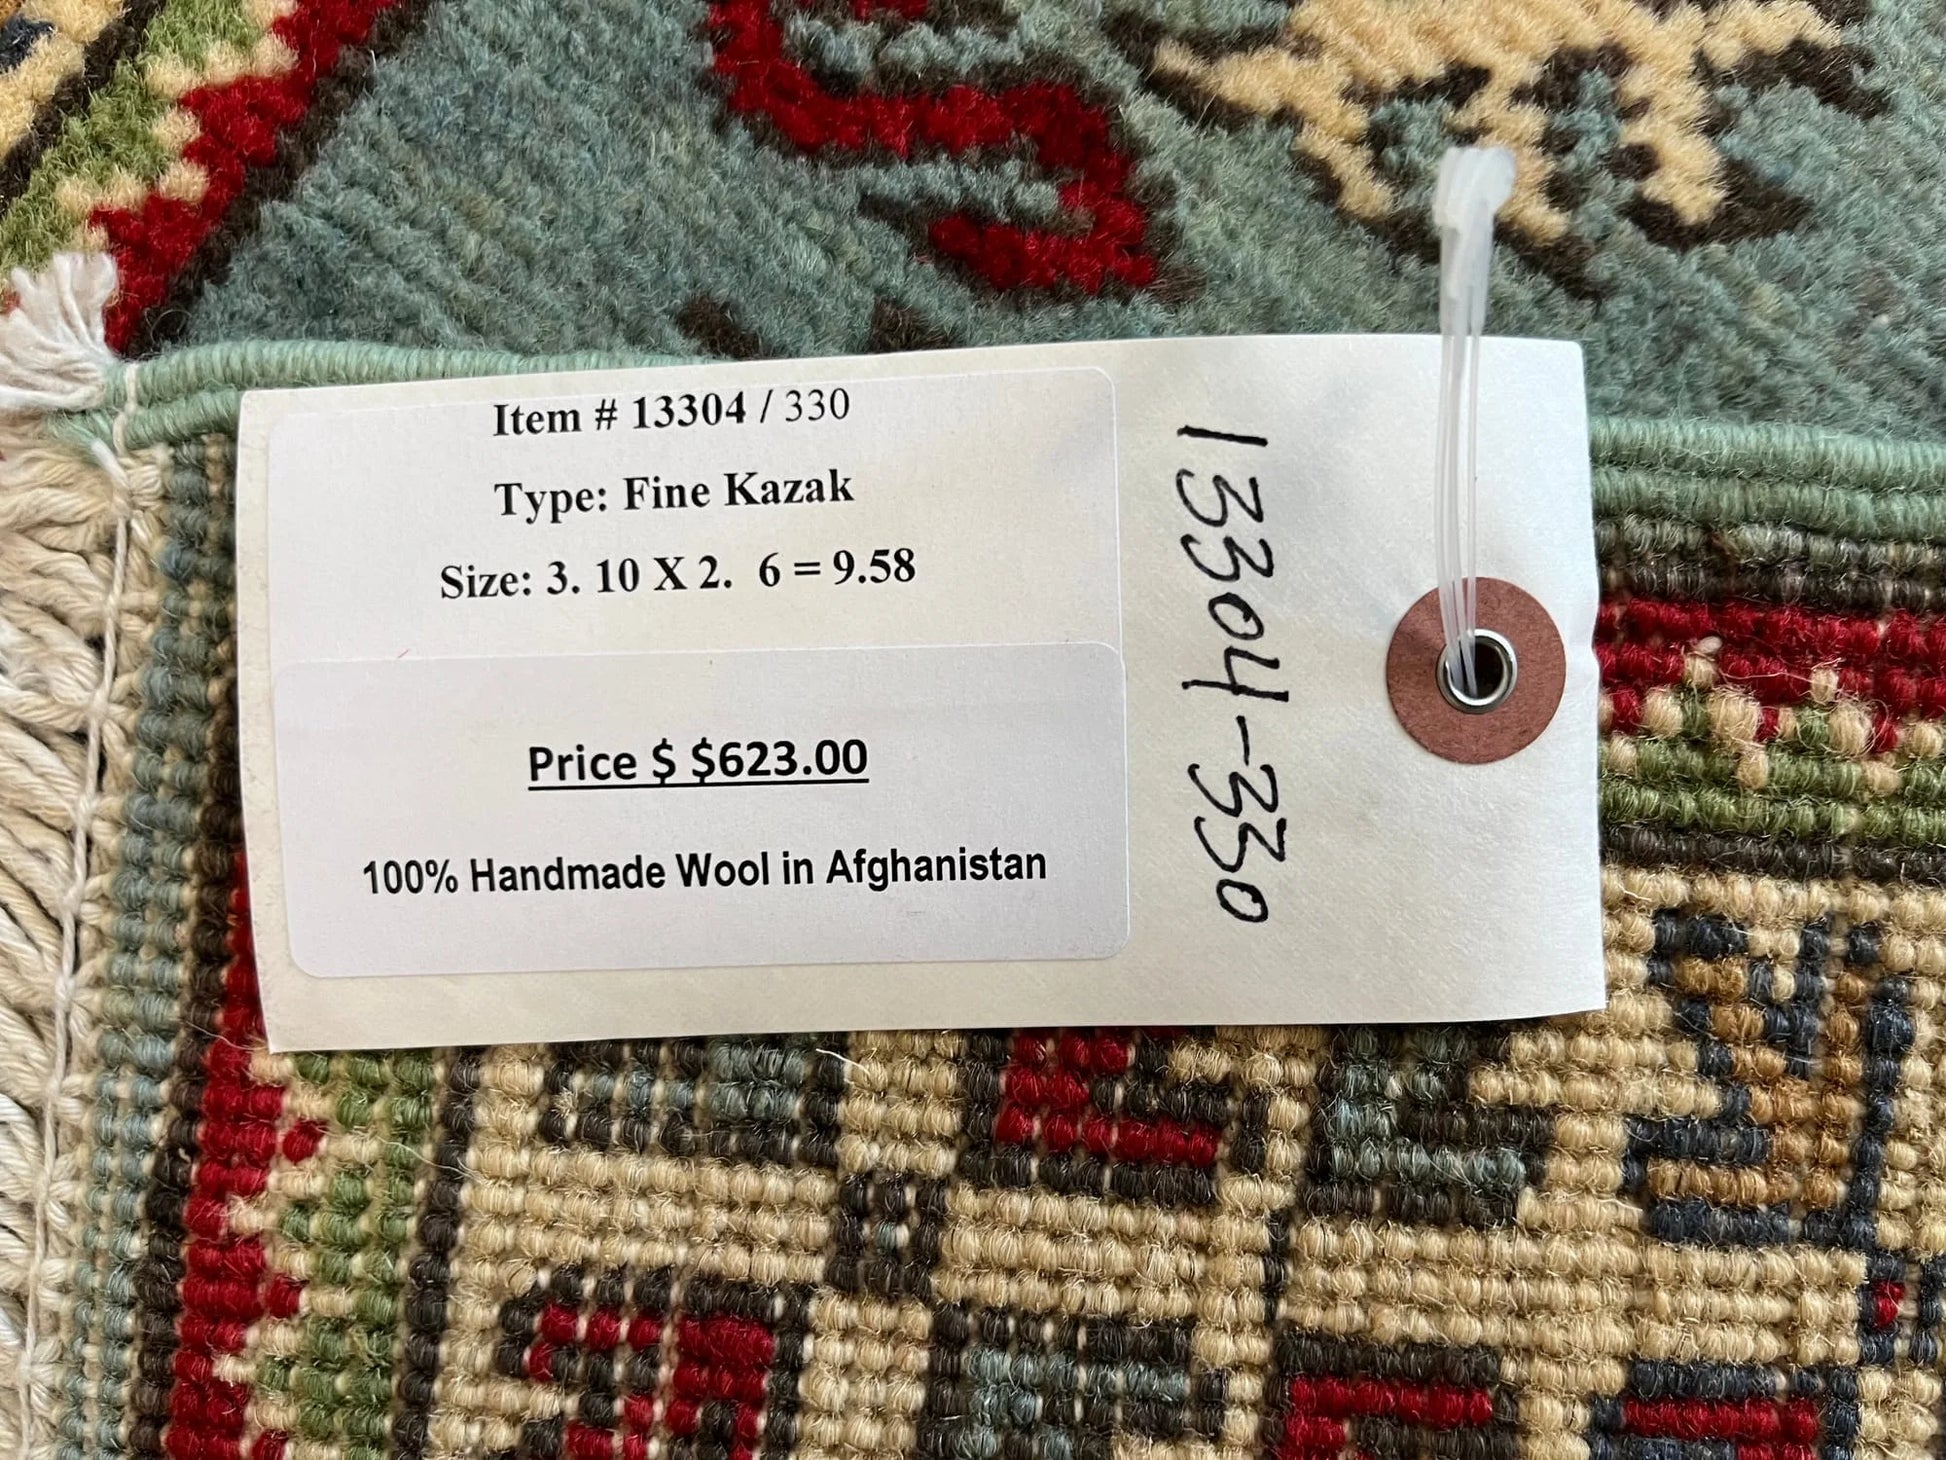 Item # 13304 / 330
Type: Fine Kazak
Size: 3. 10 X 2.  6 = 9.58
Price $ $623.00
100% Handmade Wool in Afghanistan
13304-330